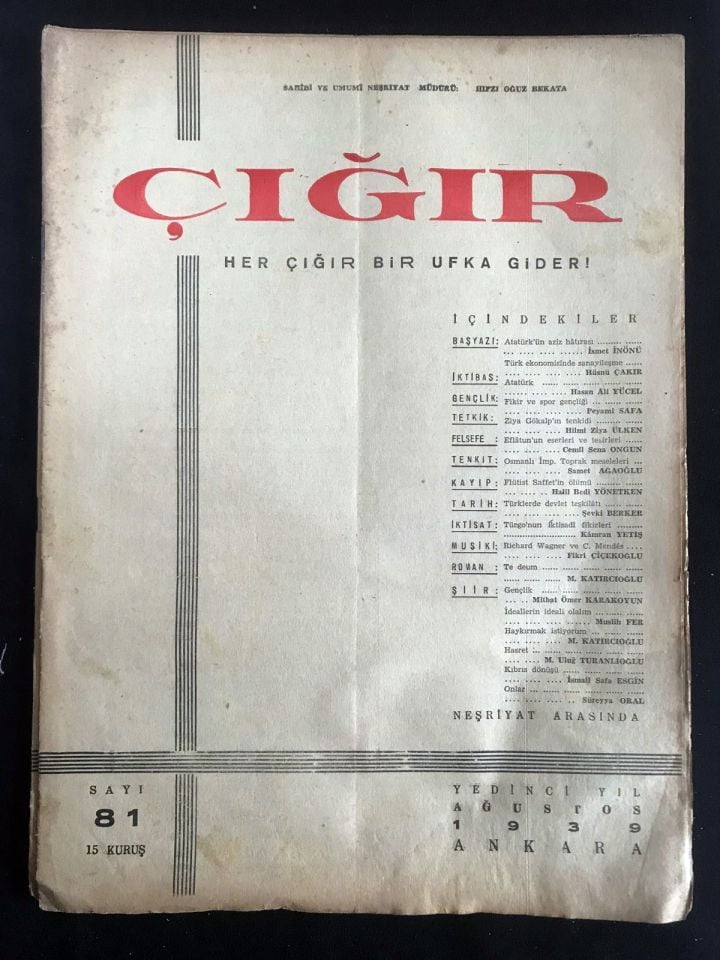 SAHİBİ VE UMUMÎ NEŞRİYAT MÜDÜRÜ: HIFZI OĞUZ BEKATA
ÇIĞIR
HER ÇIĞIR BİR UFKA GİDER!
İÇİNDEKİLER
BAŞYAZI: Atatürk'ün aziz hâtırası
İsmet İNÖNÜ
Türk ekonomisinde sanayileşme
Hüsnü ÇAKIR
İKTİBAS: Atatürk
Hasan Ali YÜCEL
GENÇLİK: Fikir ve spor gençliği
Peyami SAFA
TETKİK: Ziya Gökalp'ın tenkidi
Hilmi Ziya ÜLKEN
FELSEFE: Eflâtun'un eserleri ve tesirleri
Cemil Sena ONGUN
TENKİT: Osmanlı İmp. Toprak meseleleri
Samet AGAOĞLU
KAYIP: Flütist Saffet'in ölümü
Halil Bedi YÖNETKEN
TARİH: Türklerde devlet teşkilâtı
Şevki BERKER
İKTİSAT: Türgo'nun İktisadî fikirleri
Kâmran YETİŞ
MUSİKİ: Richard Wagner ve C. Mendès
Fikri ÇİÇEKOĞLU
ROMAN: Te deum
M. KATIRCIOĞLU
ŞİİR: Gençlik
Mithat Ömer KARAKOYUN
İdeallerin ideali olalım
Muslih FER
Haykırmak istiyorum
M. KATIRCIOĞLU
Hasret
M. Uluğ TURANLIOĞLU
Kıbrıs dönüşü
İsmail Safa ESGİN
Onlar
Süreyya ORAL
NEŞRİYAT ARASINDA
SAYI
81
15 KURUŞ
YEDİNCİ YIL
AĞUSTOS
1939
ANKARA